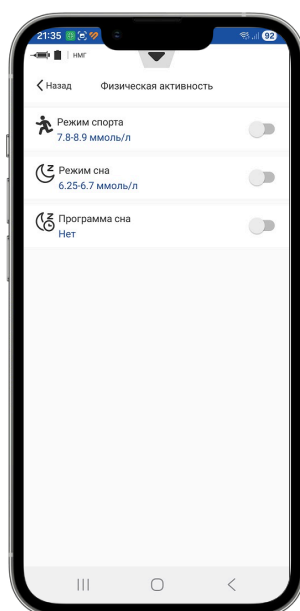 21:35 92
НМГ
Назад Физическая активность
Режим спорта
7.8-8.9 ммоль/л
Режим сна
6.25-6.7 ммоль/л
Программа сна
Нет